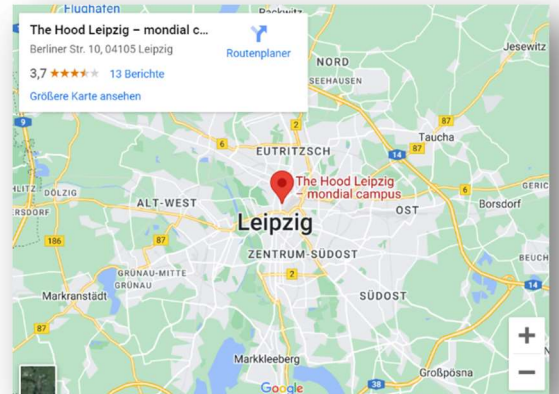 Flughafen
The Hood Leipzig – mondial c...
Berliner Str. 10, 04105 Leipzig
Routenplaner
3,7
13 Berichte
Größere Karte ansehen
Jesewitz
NORD
SEEHAUSEN
9
2
87
Taucha
6
87
EUTRITZSCH
14
The Hood Leipzig
– mondial campus
6
DÖLZIG
ALT-WEST
OST
Borsdorf
Leipzig
186
87
ZENTRUM-SÜDOST
GRÜNAU-MITTE
GRÜNAU
2
14
Markranstädt
SÜDOST
87
+
Markkleeberg
−
Großpösna
Google
38